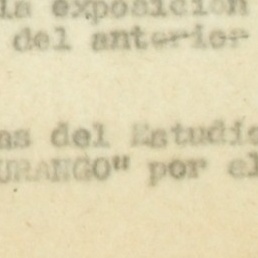 la exposición
del anterior
as del Estudio
URANGO" por el